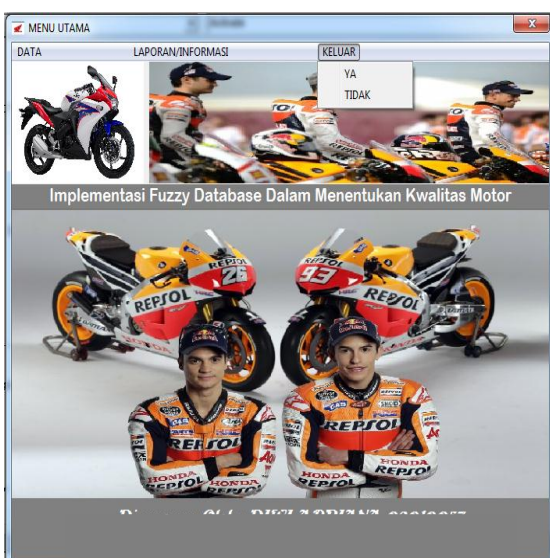 MENU UTAMA
DATA LAPORAN/INFORMASI KELUAR
YA
TIDAK
Implementasi Fuzzy Database Dalam Menentukan Kwalitas Motor
REPSOL 26
93 REPSOL
REPSOL
REPSOL
HONDA
HONDA
REPSOL
REPSOL